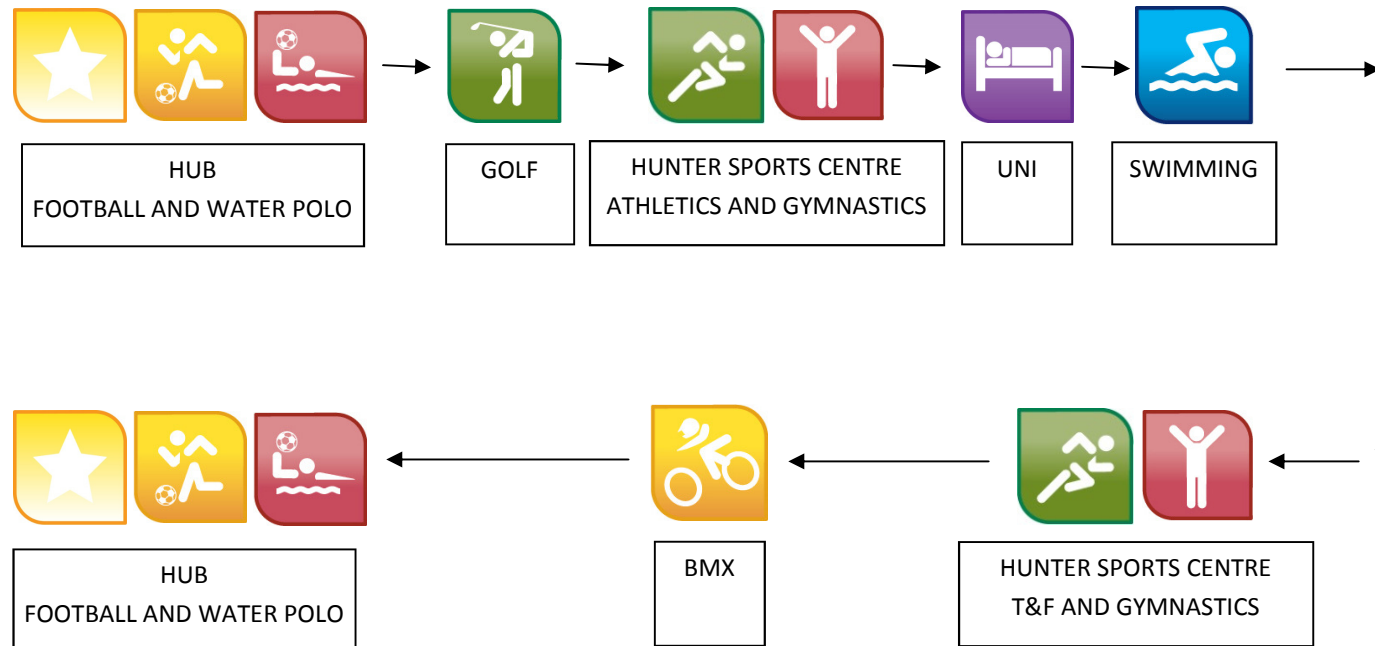 HUB
FOOTBALL AND WATER POLO
GOLF
HUNTER SPORTS CENTRE
ATHLETICS AND GYMNASTICS
UNI
SWIMMING
HUB
FOOTBALL AND WATER POLO
BMX
HUNTER SPORTS CENTRE
T&F AND GYMNASTICS